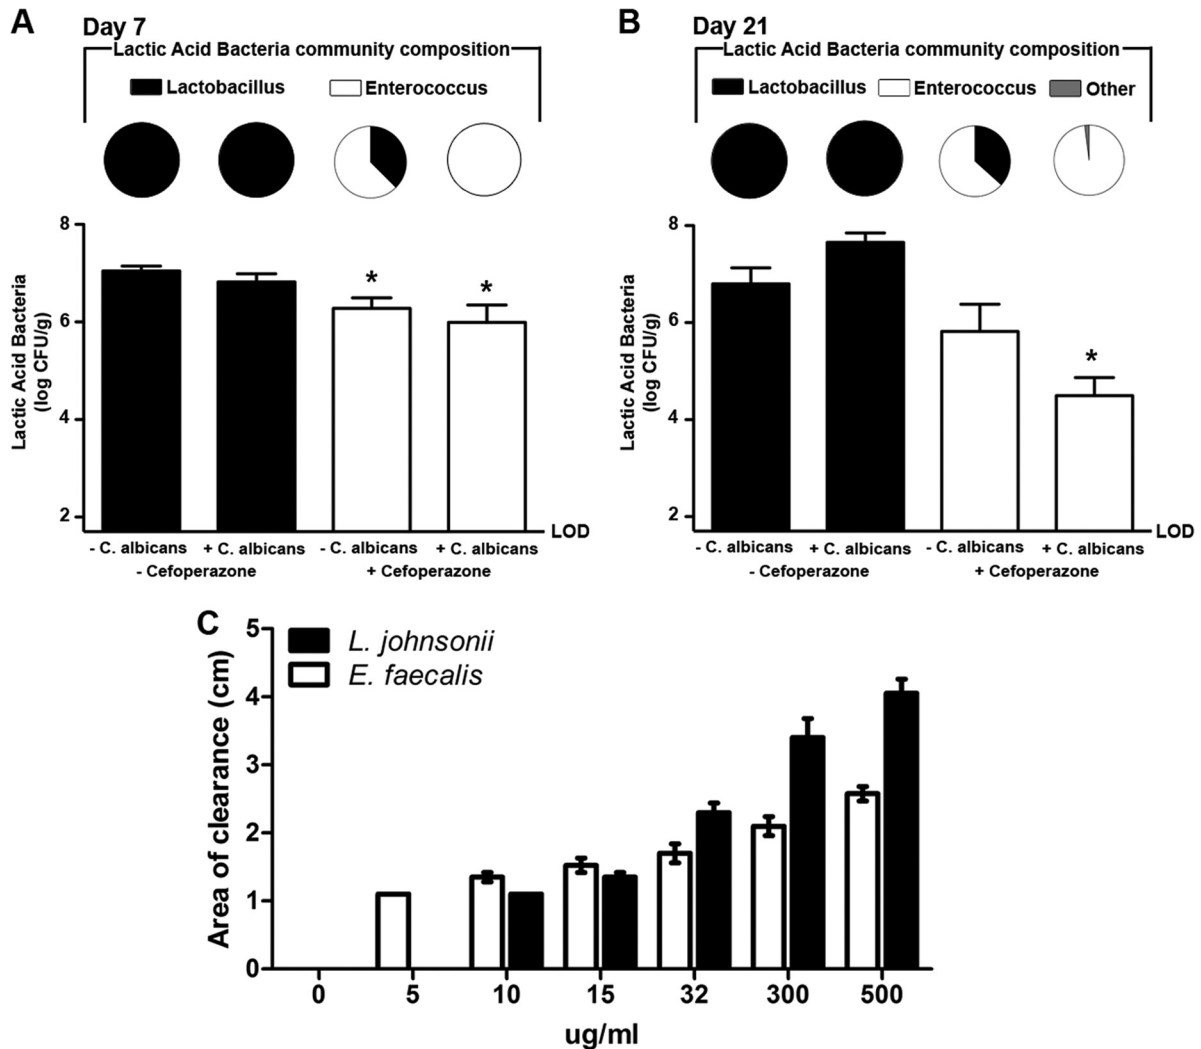 A
Day 7
Lactic Acid Bacteria community composition
Lactobacillus Enterococcus
8
6
4
2
Lactic Acid Bacteria
(log CFU/g)
* *
LOD
- C. albicans + C. albicans - C. albicans + C. albicans
- Cefoperazone + Cefoperazone
B
Day 21
Lactic Acid Bacteria community composition
Lactobacillus Enterococcus Other
8
6
4
2
Lactic Acid Bacteria
(log CFU/g)
*
LOD
- C. albicans + C. albicans - C. albicans + C. albicans
- Cefoperazone + Cefoperazone
C
L. johnsonii
E. faecalis
5
4
3
2
1
0
Area of clearance (cm)
0 5 10 15 32 300 500
ug/ml